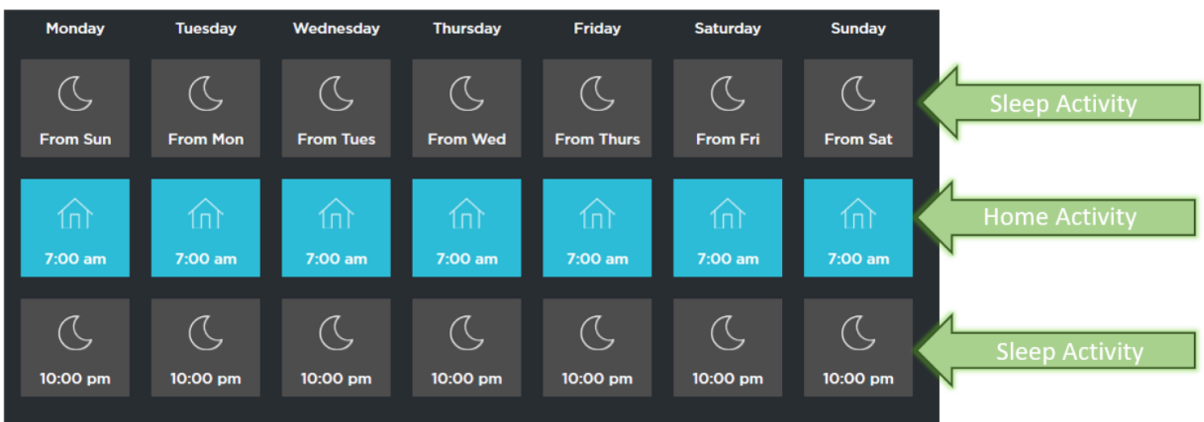 Monday Tuesday Wednesday Thursday Friday Saturday Sunday
From Sun From Mon From Tues From Wed From Thurs From Fri From Sat
Sleep Activity
7:00 am 7:00 am 7:00 am 7:00 am 7:00 am 7:00 am 7:00 am
Home Activity
10:00 pm 10:00 pm 10:00 pm 10:00 pm 10:00 pm 10:00 pm 10:00 pm
Sleep Activity